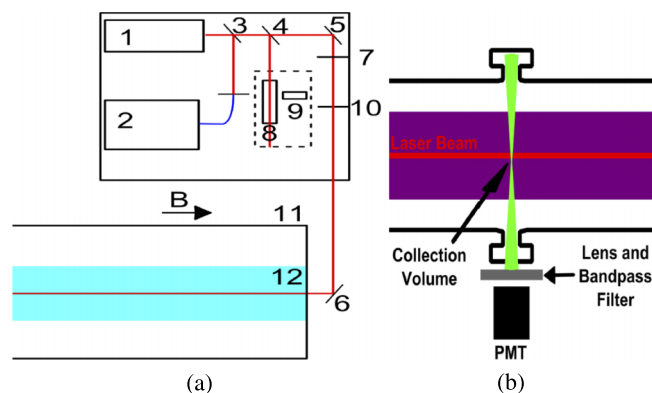 1
2
3
4
5
6
7
8
9
10
11
12
B
(a)
Laser Beam
Collection
Volume
Lens and
Bandpass
Filter
PMT
(b)